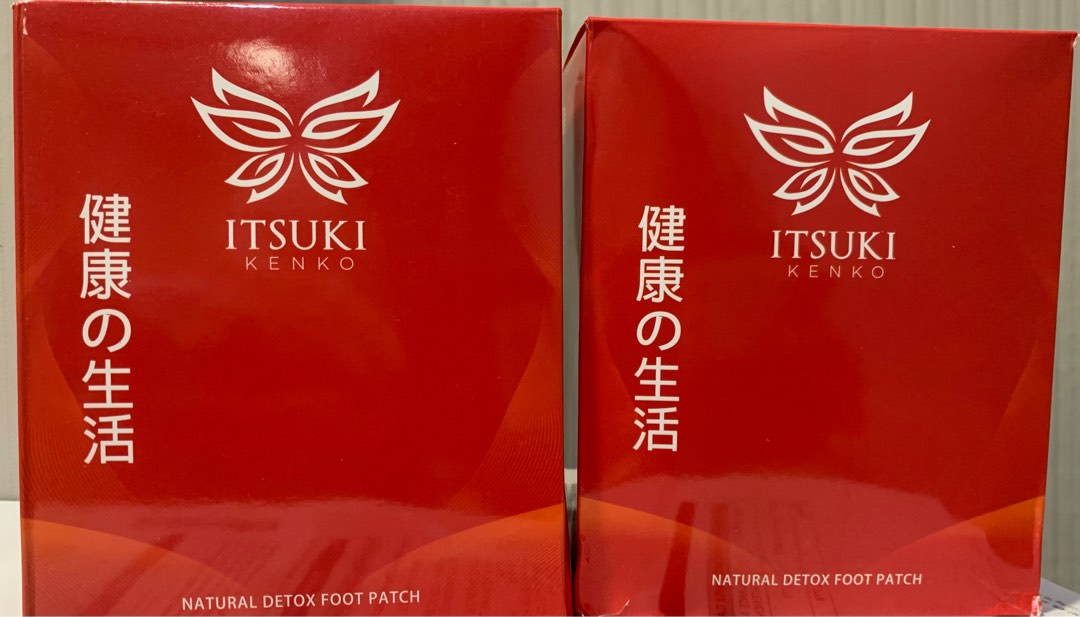 ITSUKI
KENKO
健康の生活
NATURAL DETOX FOOT PATCH
ITSUKI
KENKO
健康の生活
NATURAL DETOX FOOT PATCH